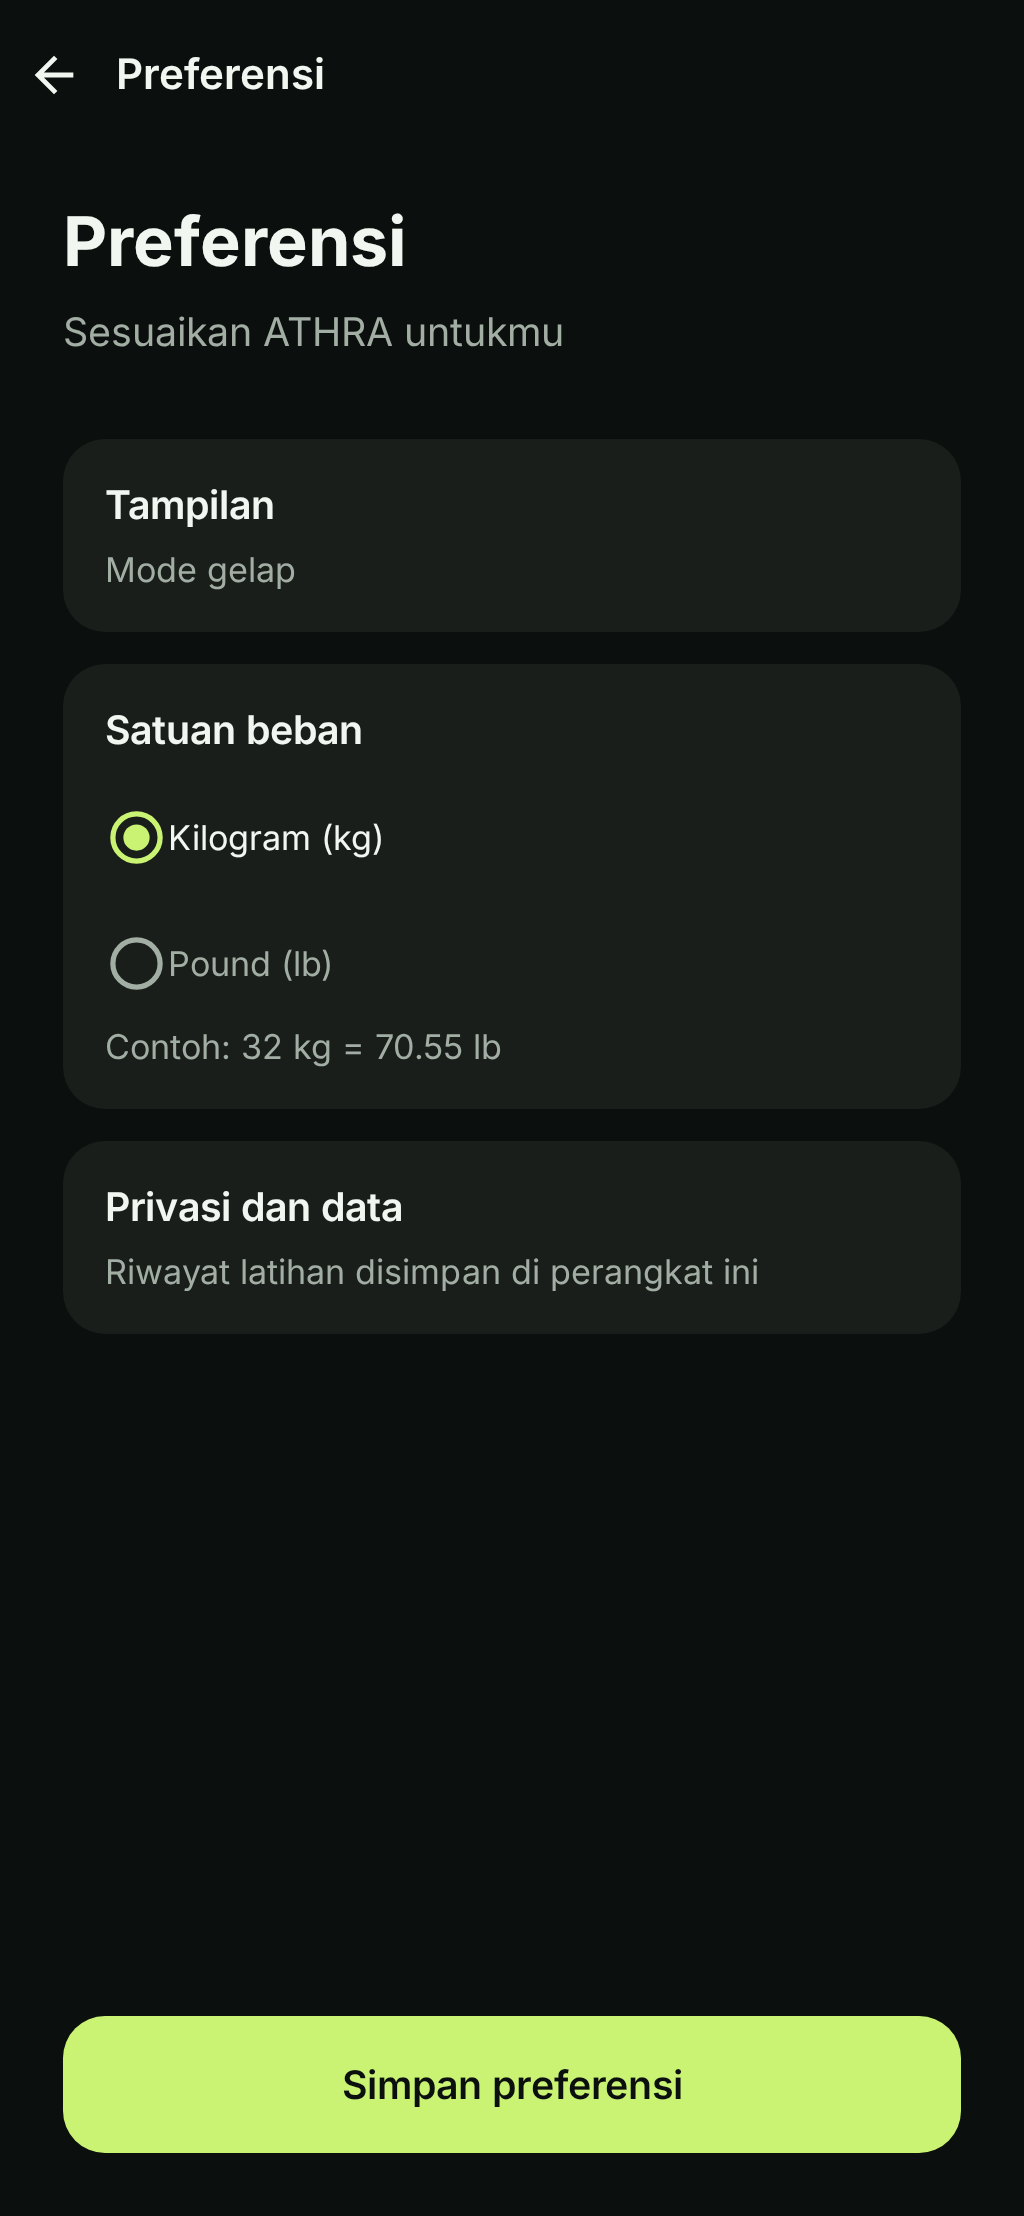 Preferensi
Preferensi
Sesuaikan ATHRA untukmu
Tampilan
Mode gelap
Satuan beban
Kilogram (kg)
Pound (lb)
Contoh: 32 kg = 70.55 lb
Privasi dan data
Riwayat latihan disimpan di perangkat ini
Simpan preferensi